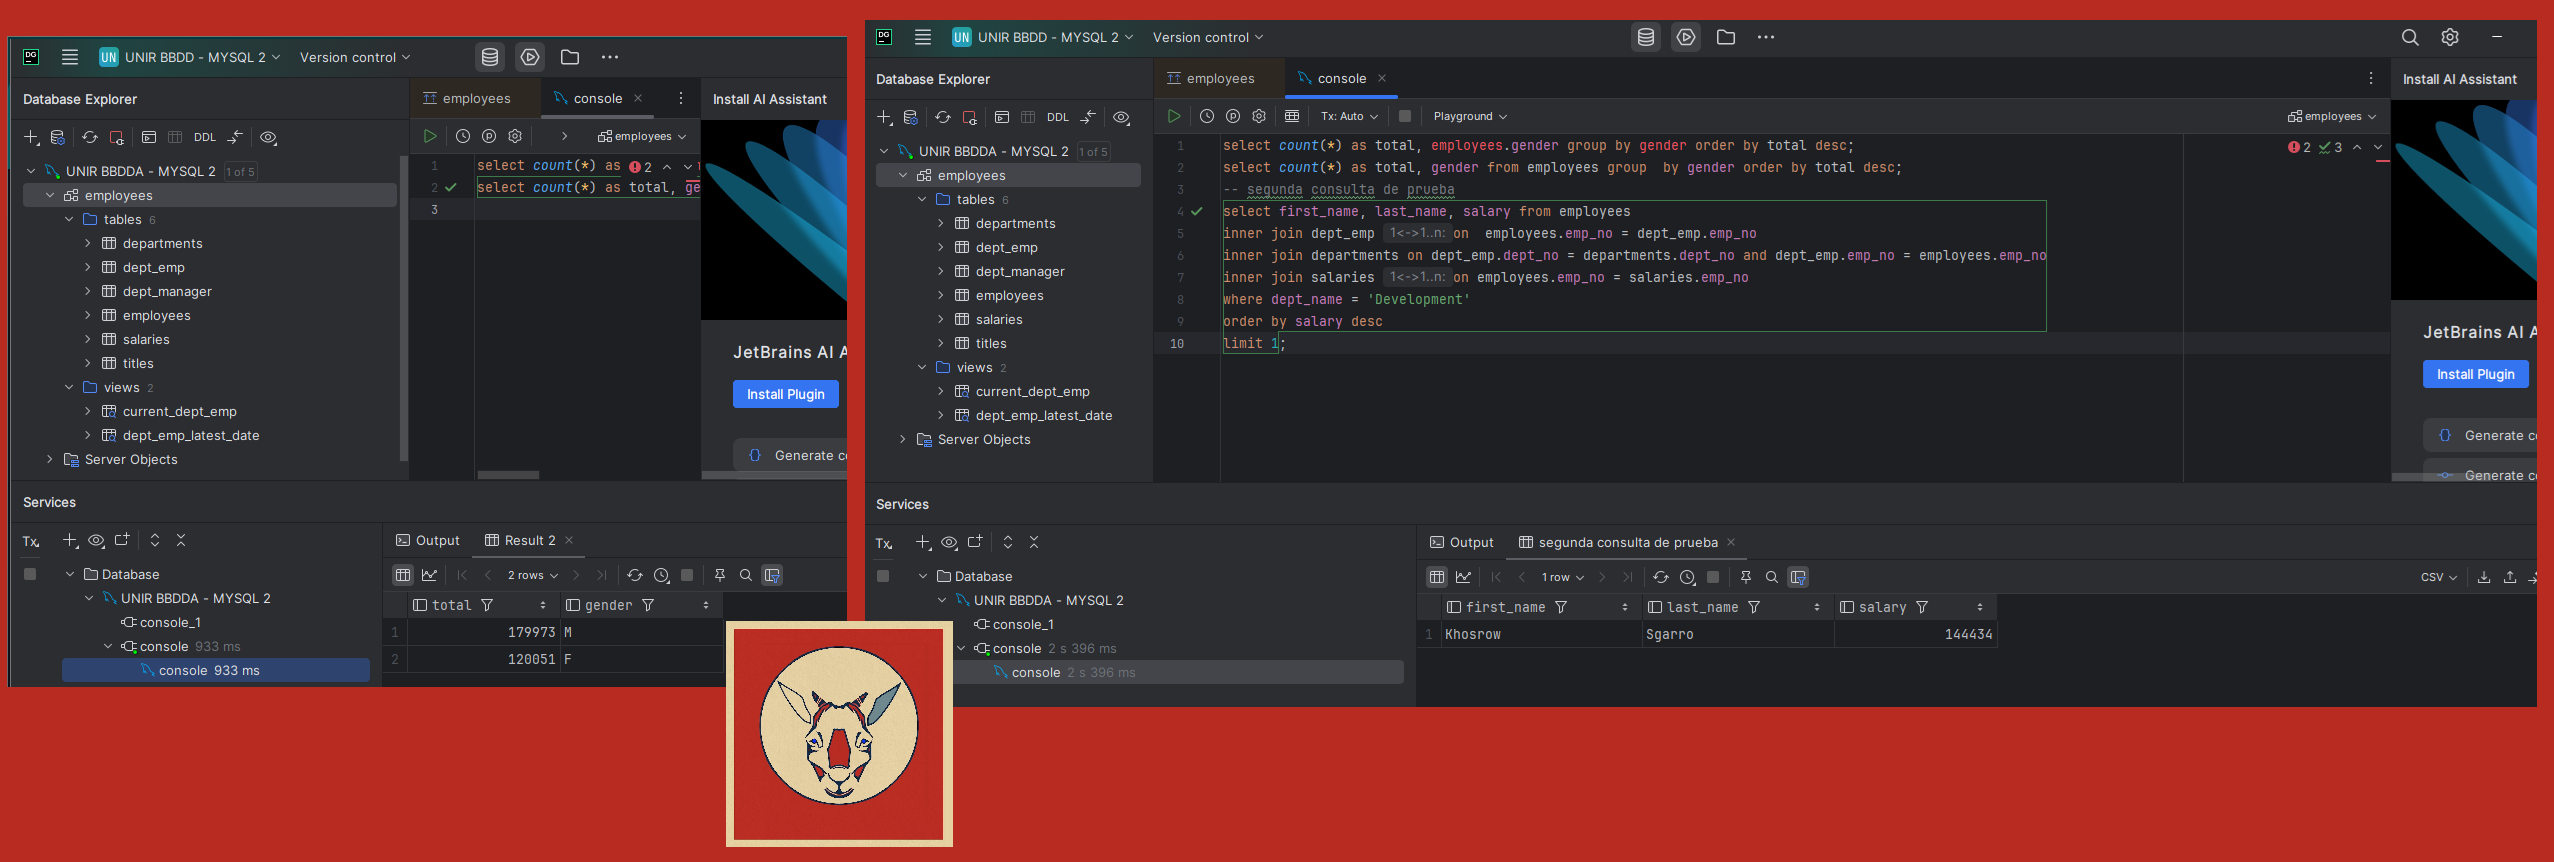 DG
UN UNIR BBDD - MYSQL 2
Version control
Database Explorer
employees
console
Install AI Assistant
DDL
employees
UNIR BBDDA - MYSQL 2 1 of 5
employees
tables 6
departments
dept_emp
dept_manager
employees
salaries
titles
views 2
current_dept_emp
dept_emp_latest_date
Server Objects
1 select count(*) as
2
2 select count(*) as total, ge
3
JetBrains AI A
Install Plugin
Generate co
Services
Tx
Output
Result 2
Database
UNIR BBDDA - MYSQL 2
console_1
console 933 ms
console 933 ms
2 rows
total gender
1 179973 M
2 120051 F
DG
UN UNIR BBDD - MYSQL 2
Version control
Database Explorer
employees
console
Install AI Assistant
DDL
Tx: Auto
Playground
employees
UNIR BBDDA - MYSQL 2 1 of 5
employees
tables 6
departments
dept_emp
dept_manager
employees
salaries
titles
views 2
current_dept_emp
dept_emp_latest_date
Server Objects
2 3
1 select count(*) as total, employees.gender group by gender order by total desc;
2 select count(*) as total, gender from employees group  by gender order by total desc;
3 -- segunda consulta de prueba
4 select first_name, last_name, salary from employees
5 inner join dept_emp 1<->1..n: on  employees.emp_no = dept_emp.emp_no
6 inner join departments on dept_emp.dept_no = departments.dept_no and dept_emp.emp_no = employees.emp_no
7 inner join salaries 1<->1..n: on employees.emp_no = salaries.emp_no
8 where dept_name = 'Development'
9 order by salary desc
10 limit 1;
JetBrains AI A
Install Plugin
Generate co
Generate co
Services
Tx
Output
segunda consulta de prueba
Database
UNIR BBDDA - MYSQL 2
console_1
console 2 s 396 ms
console 2 s 396 ms
1 row
CSV
first_name last_name salary
1 Khosrow Sgarro 144434